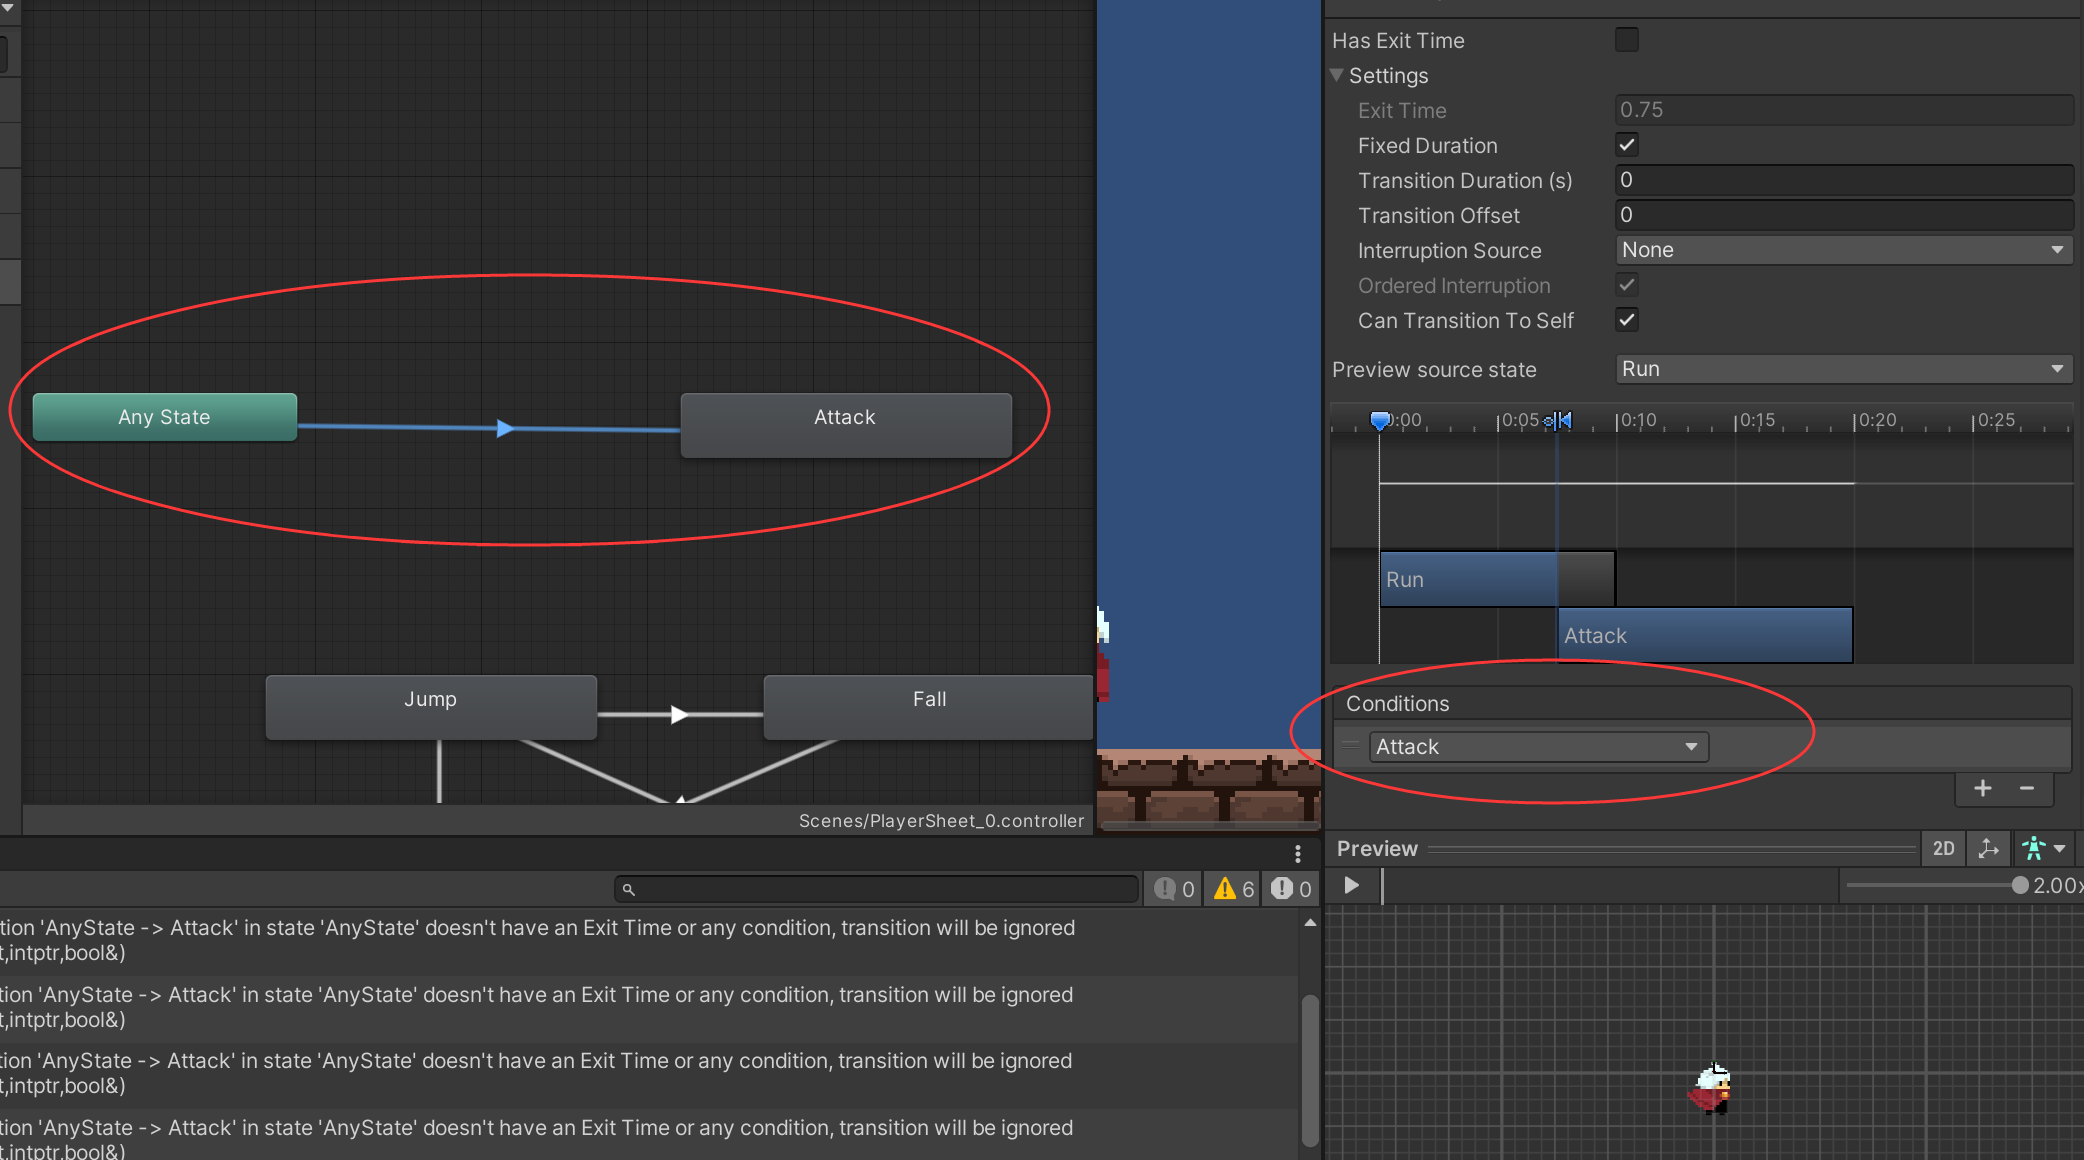 Any State
Attack
Jump
Fall
Scenes/PlayerSheet_0.controller
0
6
0
tion 'AnyState -> Attack' in state 'AnyState' doesn't have an Exit Time or any condition, transition will be ignored
t,intptr,bool&)
tion 'AnyState -> Attack' in state 'AnyState' doesn't have an Exit Time or any condition, transition will be ignored
t,intptr,bool&)
tion 'AnyState -> Attack' in state 'AnyState' doesn't have an Exit Time or any condition, transition will be ignored
t,intptr,bool&)
tion 'AnyState -> Attack' in state 'AnyState' doesn't have an Exit Time or any condition, transition will be ignored
t,intptr,bool&)
Has Exit Time
Settings
Exit Time 0.75
Fixed Duration
Transition Duration (s) 0
Transition Offset 0
Interruption Source None
Ordered Interruption
Can Transition To Self
Preview source state Run
0:00 0:05 0:10 0:15 0:20 0:25
Run
Attack
Conditions
Attack
Preview 2D
2.00x